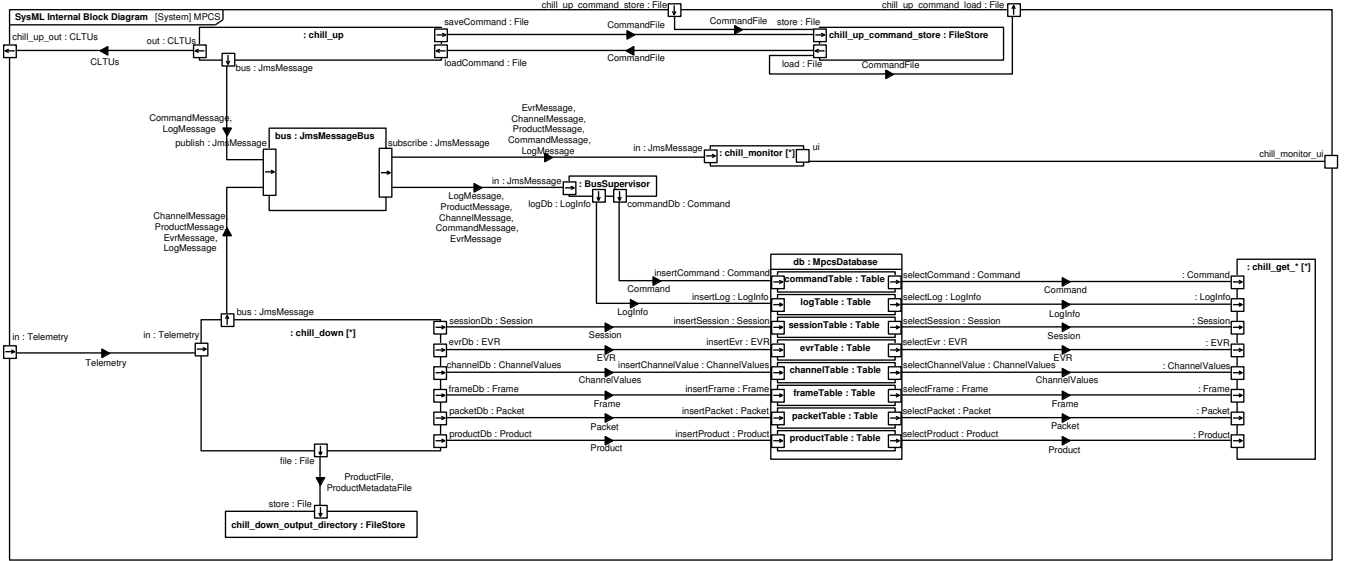 SysML Internal Block Diagram [System] MPCS
chill_up_command_store : File
chill_up_command_load : File
chill_up_out : CLTUs
out : CLTUs
CLTUs
: chill_up
saveCommand : File
CommandFile
CommandFile
store : File
chill_up_command_store : FileStore
loadCommand : File
CommandFile
load : File
CommandFile
bus : JmsMessage
CommandMessage,
LogMessage
publish : JmsMessage
bus : JmsMessageBus
subscribe : JmsMessage
EvrMessage,
ChannelMessage,
ProductMessage,
CommandMessage,
LogMessage
in : JmsMessage
: chill_monitor [*]
ui
chill_monitor_ui
in : JmsMessage
: BusSupervisor
LogMessage,
ProductMessage,
ChannelMessage,
CommandMessage,
EvrMessage
logDb : LogInfo
commandDb : Command
ChannelMessage,
ProductMessage,
EvrMessage,
LogMessage
db : MpcsDatabase
: chill_get_* [*]
insertCommand : Command
Command
commandTable : Table
selectCommand : Command
Command
: Command
insertLog : LogInfo
LogInfo
logTable : Table
selectLog : LogInfo
LogInfo
: LogInfo
bus : JmsMessage
: chill_down [*]
in : Telemetry
Telemetry
in : Telemetry
sessionDb : Session
Session
insertSession : Session
sessionTable : Table
selectSession : Session
Session
: Session
evrDb : EVR
EVR
insertEvr : EVR
evrTable : Table
selectEvr : EVR
EVR
: EVR
channelDb : ChannelValues
ChannelValues
insertChannelValue : ChannelValues
channelTable : Table
selectChannelValue : ChannelValues
ChannelValues
: ChannelValues
frameDb : Frame
Frame
insertFrame : Frame
frameTable : Table
selectFrame : Frame
Frame
: Frame
packetDb : Packet
Packet
insertPacket : Packet
packetTable : Table
selectPacket : Packet
Packet
: Packet
productDb : Product
Product
insertProduct : Product
productTable : Table
selectProduct : Product
Product
: Product
file : File
ProductFile,
ProductMetadataFile
store : File
chill_down_output_directory : FileStore